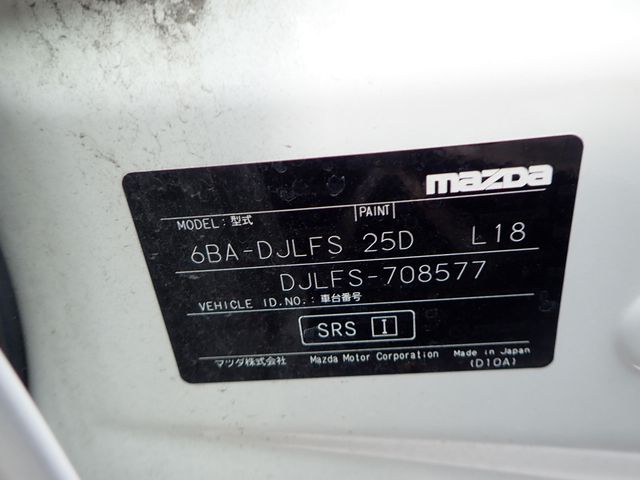 mazda
MODEL: 型式 PAINT
6BA-DJLFS 25D L18
DJLFS-708577
VEHICLE ID.NO.: 車台番号
SRS I
マツダ株式会社 Mazda Motor Corporation Made in Japan
(D10A)